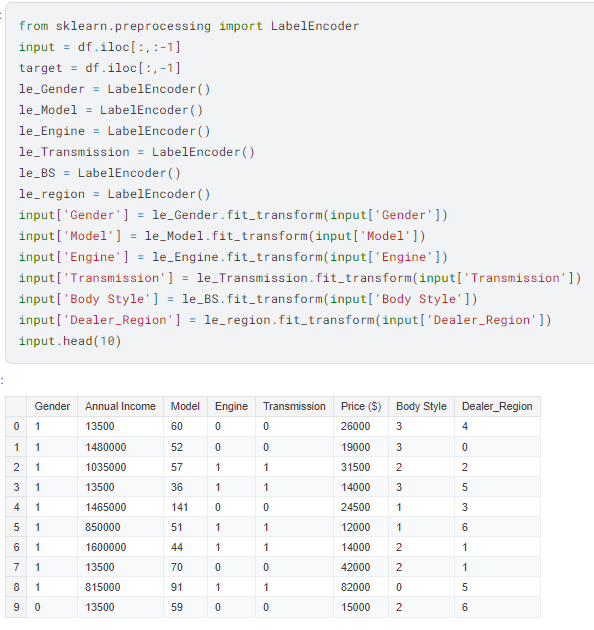 :
from sklearn.preprocessing import LabelEncoder
input = df.iloc[:,:-1]
target = df.iloc[:,-1]
le_Gender = LabelEncoder()
le_Model = LabelEncoder()
le_Engine = LabelEncoder()
le_Transmission = LabelEncoder()
le_BS = LabelEncoder()
le_region = LabelEncoder()
input['Gender'] = le_Gender.fit_transform(input['Gender'])
input['Model'] = le_Model.fit_transform(input['Model'])
input['Engine'] = le_Engine.fit_transform(input['Engine'])
input['Transmission'] = le_Transmission.fit_transform(input['Transmission'])
input['Body Style'] = le_BS.fit_transform(input['Body Style'])
input['Dealer_Region'] = le_region.fit_transform(input['Dealer_Region'])
input.head(10)
:
Gender Annual Income Model Engine Transmission Price ($) Body Style Dealer_Region
0 1 13500 60 0 0 26000 3 4
1 1 1480000 52 0 0 19000 3 0
2 1 1035000 57 1 1 31500 2 2
3 1 13500 36 1 1 14000 3 5
4 1 1465000 141 0 0 24500 1 3
5 1 850000 51 1 1 12000 1 6
6 1 1600000 44 1 1 14000 2 1
7 1 13500 70 0 0 42000 2 1
8 1 815000 91 1 1 82000 0 5
9 0 13500 59 0 0 15000 2 6